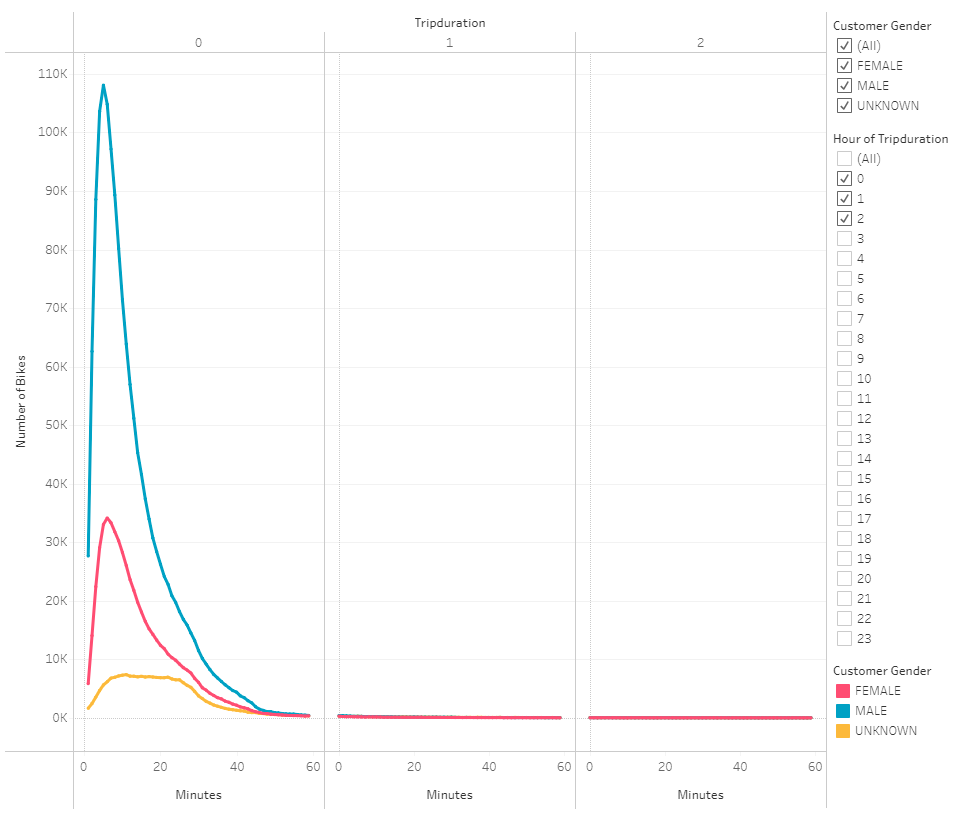 Tripduration
0 1 2
110K
100K
90K
80K
70K
60K
50K
40K
30K
20K
10K
0K
Number of Bikes
0 20 40 60 0 20 40 60 0 20 40 60
Minutes Minutes Minutes
Customer Gender
(All)
FEMALE
MALE
UNKNOWN
Hour of Tripduration
(All)
0
1
2
3
4
5
6
7
8
9
10
11
12
13
14
15
16
17
18
19
20
21
22
23
Customer Gender
FEMALE
MALE
UNKNOWN